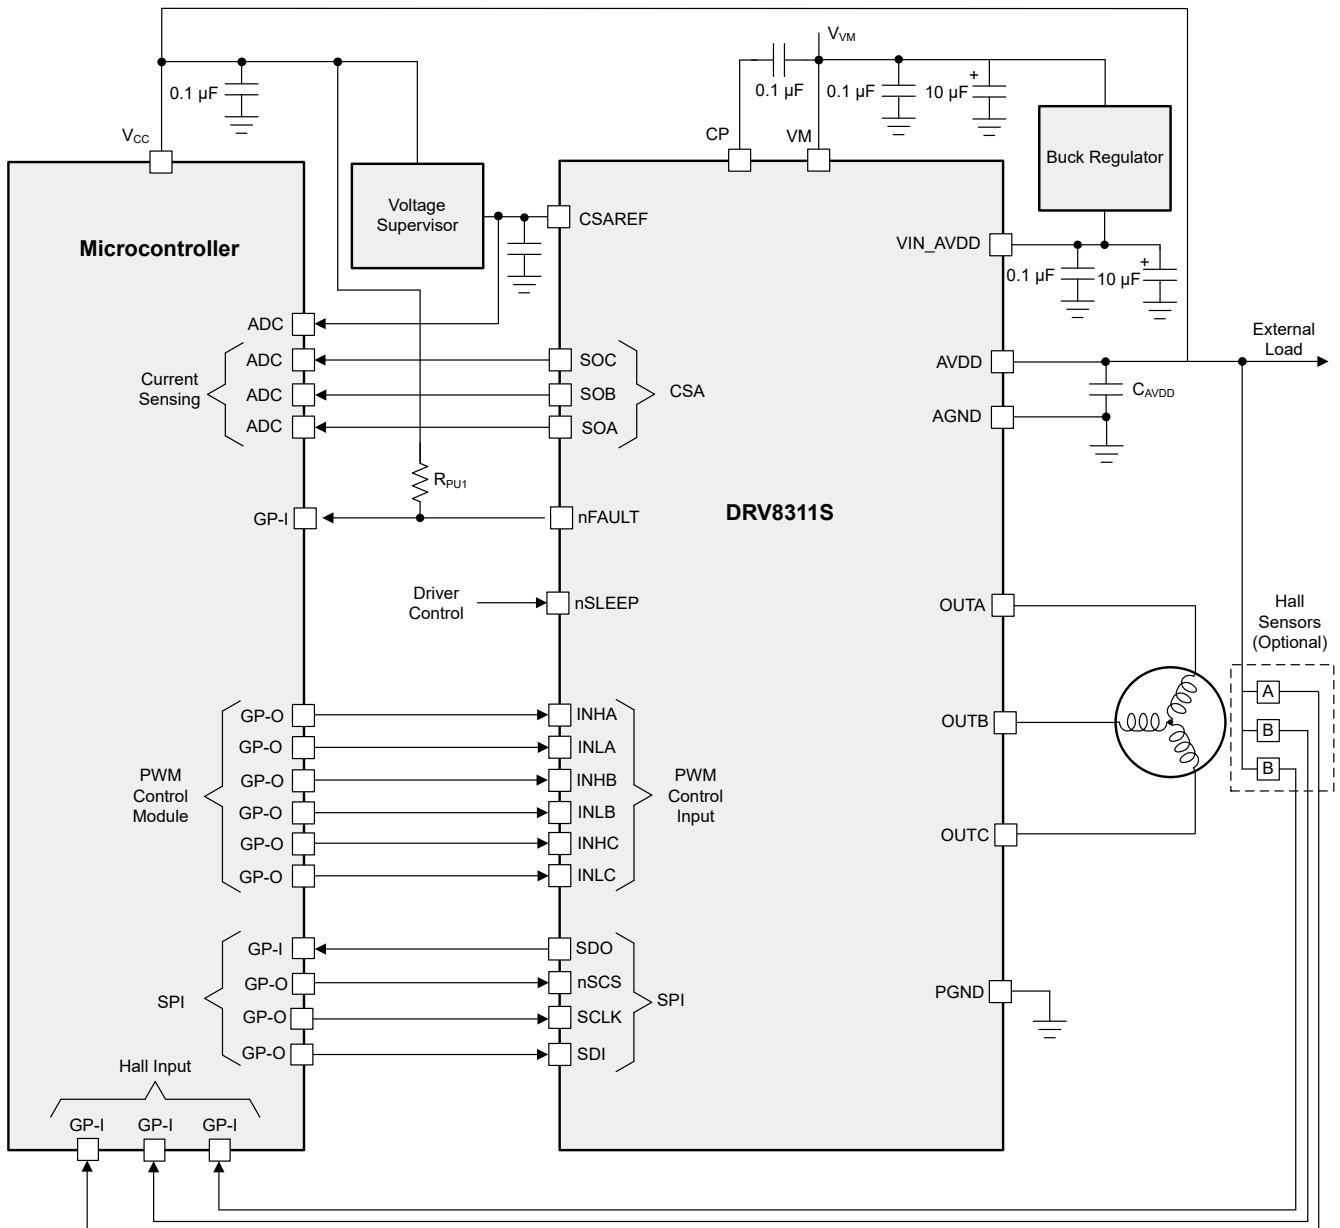 V_VM
0.1 µF
0.1 µF
0.1 µF
10 µF
+
V_CC
CP
VM
Buck Regulator
Voltage
Supervisor
CSAREF
Microcontroller
VIN_AVDD
0.1 µF
10 µF
+
ADC
External
Load
ADC
SOC
AVDD
Current
Sensing
ADC
SOB
CSA
C_AVDD
ADC
SOA
AGND
R_PU1
GP-I
nFAULT
DRV8311S
Driver
Control
nSLEEP
OUTA
Hall
Sensors
(Optional)
A
B
B
GP-O
INHA
OUTB
GP-O
INLA
PWM
Control
Module
GP-O
INHB
PWM
Control
Input
GP-O
INLB
GP-O
INHC
OUTC
GP-O
INLC
GP-I
SDO
SPI
GP-O
nSCS
SPI
PGND
GP-O
SCLK
GP-O
SDI
Hall Input
GP-I
GP-I
GP-I